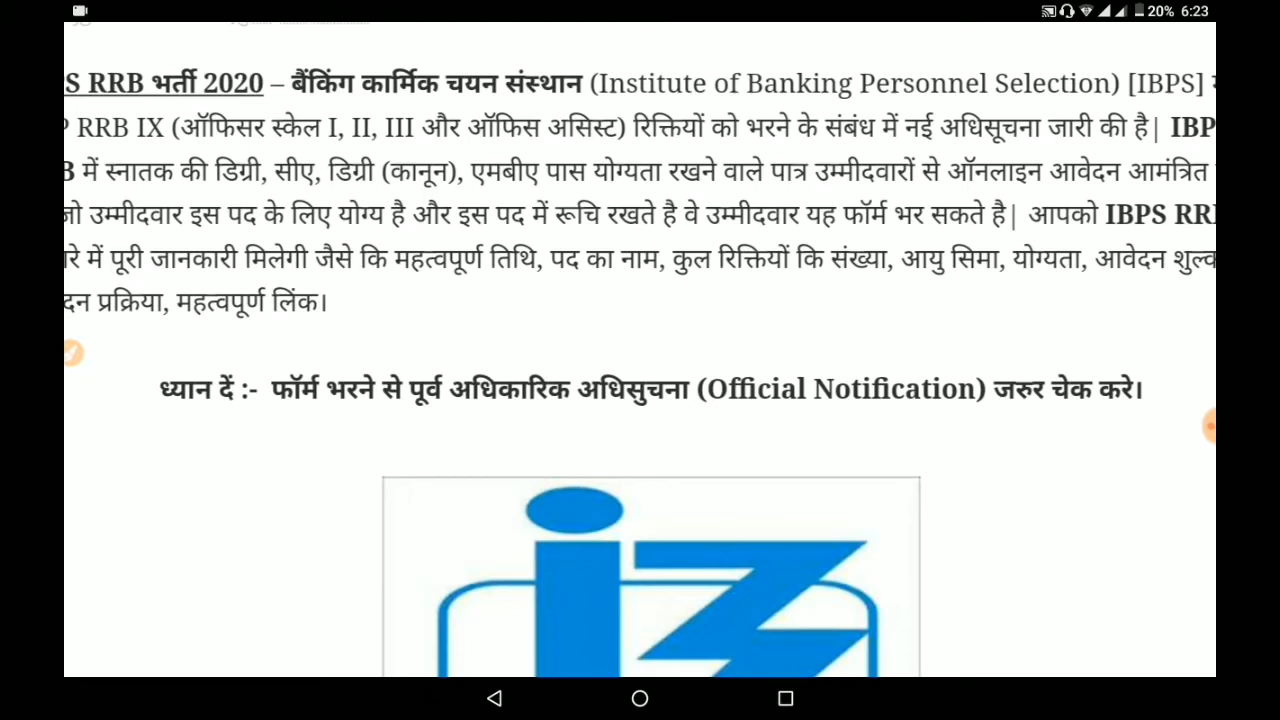 20% 6:23
S RRB भर्ती 2020 – बैंकिंग कार्मिक चयन संस्थान (Institute of Banking Personnel Selection) [IBPS]
RRB IX (ऑफिसर स्केल I, II, III और ऑफिस असिस्ट) रिक्तियों को भरने के संबंध में नई अधिसूचना जारी की है| IBP
B में स्नातक की डिग्री, सीए, डिग्री (कानून), एमबीए पास योग्यता रखने वाले पात्र उम्मीदवारों से ऑनलाइन आवेदन आमंत्रित
जो उम्मीदवार इस पद के लिए योग्य है और इस पद में रूचि रखते है वे उम्मीदवार यह फॉर्म भर सकते है| आपको IBPS RR
रे में पूरी जानकारी मिलेगी जैसे कि महत्वपूर्ण तिथि, पद का नाम, कुल रिक्तियों कि संख्या, आयु सिमा, योग्यता, आवेदन शुल्क
दन प्रक्रिया, महत्वपूर्ण लिंक।
ध्यान दें :- फॉर्म भरने से पूर्व अधिकारिक अधिसुचना (Official Notification) जरुर चेक करे।